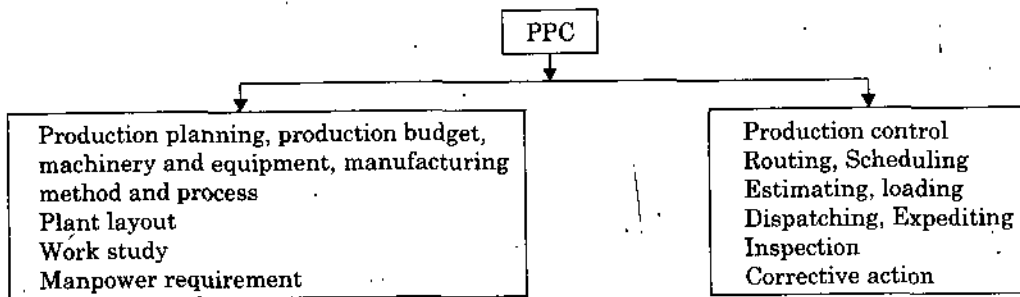 PPC
Production planning, production budget,
machinery and equipment, manufacturing
method and process
Plant layout
Work study
Manpower requirement
Production control
Routing, Scheduling
Estimating, loading
Dispatching, Expediting
Inspection
Corrective action